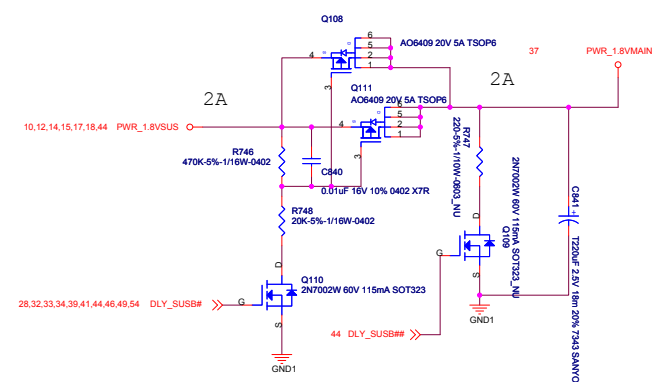 Q108
6
5
2
1
4
3
AO6409 20V 5A TSOP6
37
PWR_1.8VMAIN
2A
2A
Q111
AO6409 20V 5A TSOP6
6
5
2
1
4
3
10,12,14,15,17,18,44 PWR_1.8VSUS
R746
470K-5%-1/16W-0402
C840
0.01uF 16V 10% 0402 X7R
R748
20K-5%-1/16W-0402
R747
220-5%-1/10W-0603_NU
2N7002W 60V 115mA SOT323_NU
Q109
D
G
S
C841
T220uF 2.5V 18m 20% 7343 SANYO
D
G
S
Q110
2N7002W 60V 115mA SOT323
28,32,33,34,39,41,44,46,49,54 DLY_SUSB#
44 DLY_SUSB##
GND1
GND1